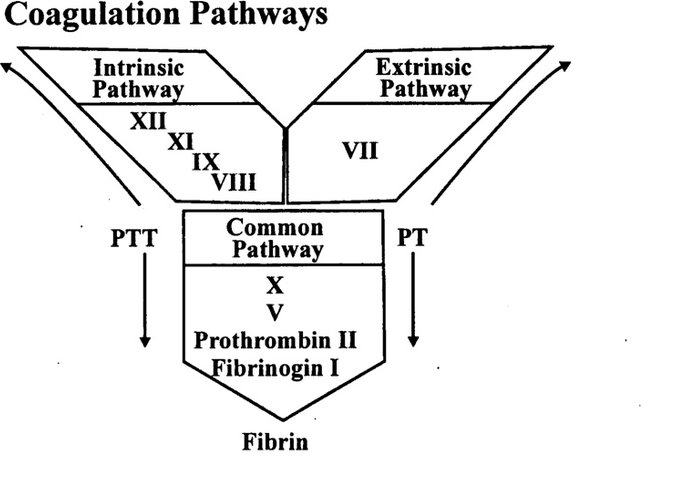 Coagulation Pathways
Intrinsic
Pathway
XII
XI
IX
VIII
Extrinsic
Pathway
VII
PTT
Common
Pathway
PT
X
V
Prothrombin II
Fibrinogin I
Fibrin